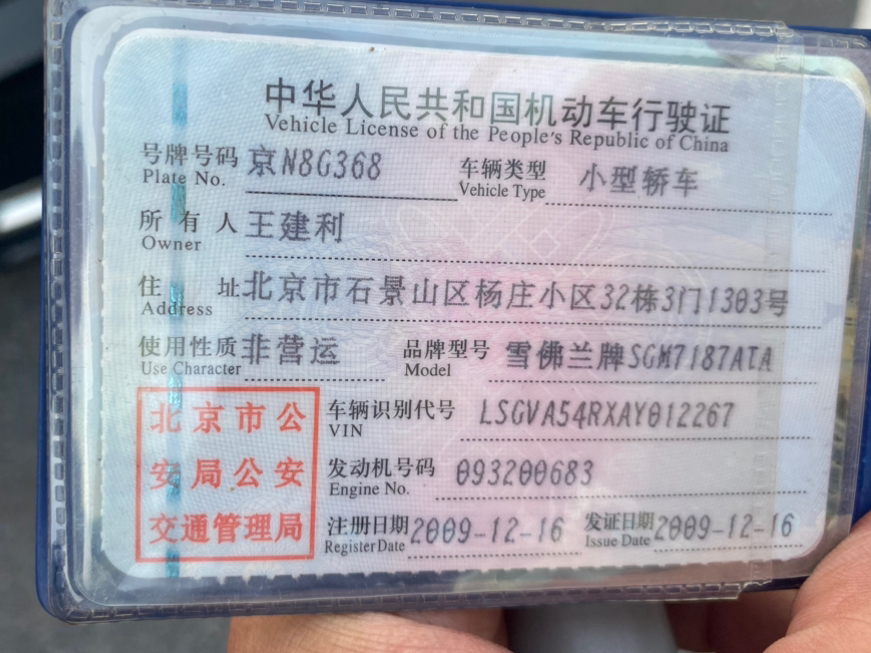 中华人民共和国机动车行驶证
Vehicle License of the People's Republic of China
号牌号码 京N8G368 车辆类型 小型轿车
Plate No. Vehicle Type
所有人 王建利
Owner
住址 北京市石景山区杨庄小区32栋3门1303号
Address
使用性质 非营运 品牌型号 雪佛兰牌SGM7187ATA
Use Character Model
北京市公安局公安交通管理局
车辆识别代号 LSGVA54RXAY012267
VIN
发动机号码 093200683
Engine No.
注册日期 2009-12-16 发证日期 2009-12-16
Register Date Issue Date